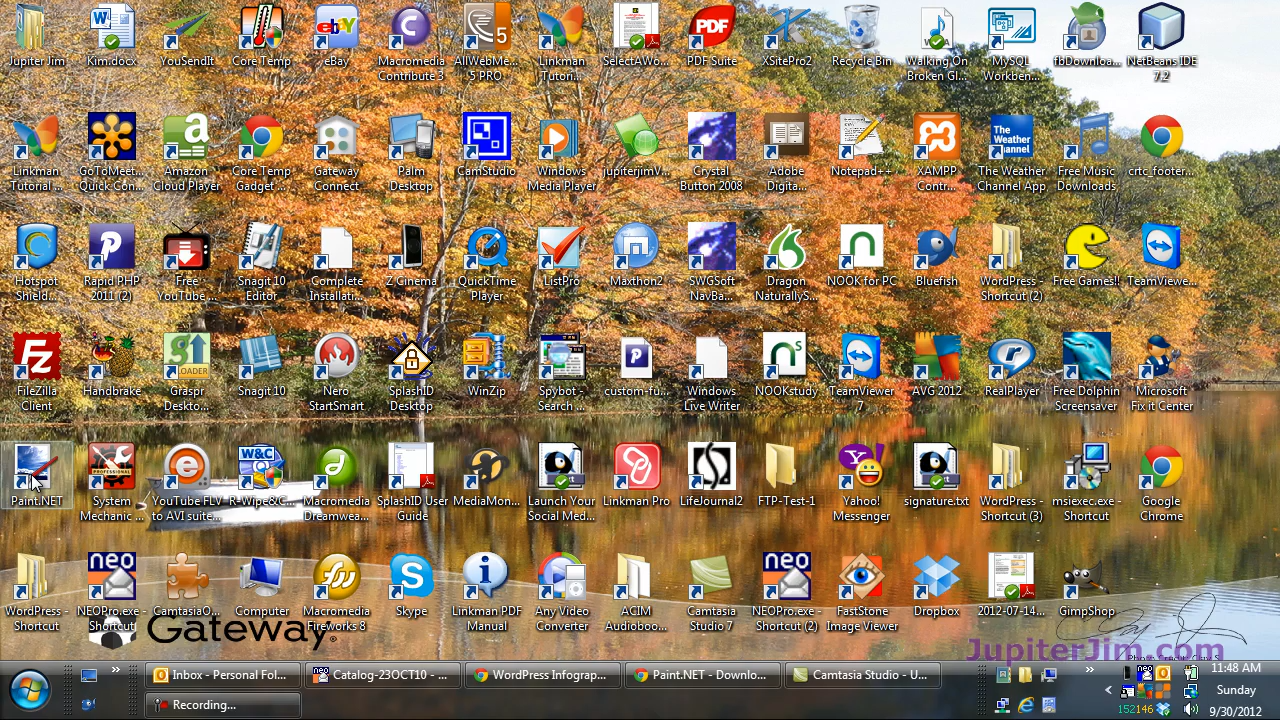 Jupiter Jim
Kim.docx
YouSendIt
Core Temp
eBay
Macromedia
Contribute 3
AllWebMe...
5 PRO
Linkman
Tutori...
SelectAWo...
PDF Suite
XSitePro2
Recycle Bin
Walking On
Broken Gl...
MySQL
Workben...
fbDownloa...
NetBeans IDE
7.2
Linkman
Tutorial ...
GoToMeet...
Quick Con...
Amazon
Cloud Player
Core Temp
Gadget ...
Gateway
Connect
Palm
Desktop
CamStudio
Windows
Media Player
jupiterjimV...
Crystal
Button 2008
Adobe
Digita...
Notepad++
XAMPP
Contr...
The Weather
Channel App
Free Music
Downloads
crtc_footer...
Hotspot
Shield...
Rapid PHP
2011 (2)
Free
YouTube ...
Snagit 10
Editor
Complete
Installati...
Z Cinema
QuickTime
Player
ListPro
Maxthon2
SWGSoft
NavBa...
Dragon
NaturallyS...
NOOK for PC
Bluefish
WordPress -
Shortcut (2)
Free Games!!
TeamViewe...
FileZilla
Client
Handbrake
Graspr
Deskto...
Snagit 10
Nero
StartSmart
SplashID
Desktop
WinZip
Spybot -
Search ...
custom-fu...
Windows
Live Writer
NOOKstudy
TeamViewer
7
AVG 2012
RealPlayer
Free Dolphin
Screensaver
Microsoft
Fix it Center
Paint.NET
System
Mechanic ...
YouTube FLV
to AVI suite...
R-Wipe&C...
Macromedia
Dreamwea...
SplashID User
Guide
MediaMon...
Launch Your
Social Med...
Linkman Pro
LifeJournal2
FTP-Test-1
Yahoo!
Messenger
signature.txt
WordPress -
Shortcut (3)
msiexec.exe -
Shortcut
Google
Chrome
WordPress -
Shortcut
NEOPro.exe -
Shortcut
CamtasiaO...
Computer
Macromedia
Fireworks 8
Skype
Linkman PDF
Manual
Any Video
Converter
ACIM
Audioboo...
Camtasia
Studio 7
NEOPro.exe -
Shortcut (2)
FastStone
Image Viewer
Dropbox
2012-07-14...
GimpShop
Gateway
JupiterJim.com
Inbox - Personal Fol...
Catalog-23OCT10 - ...
WordPress Infograp...
Paint.NET - Downlo...
Camtasia Studio - U...
Recording...
152146
11:48 AM
Sunday
9/30/2012